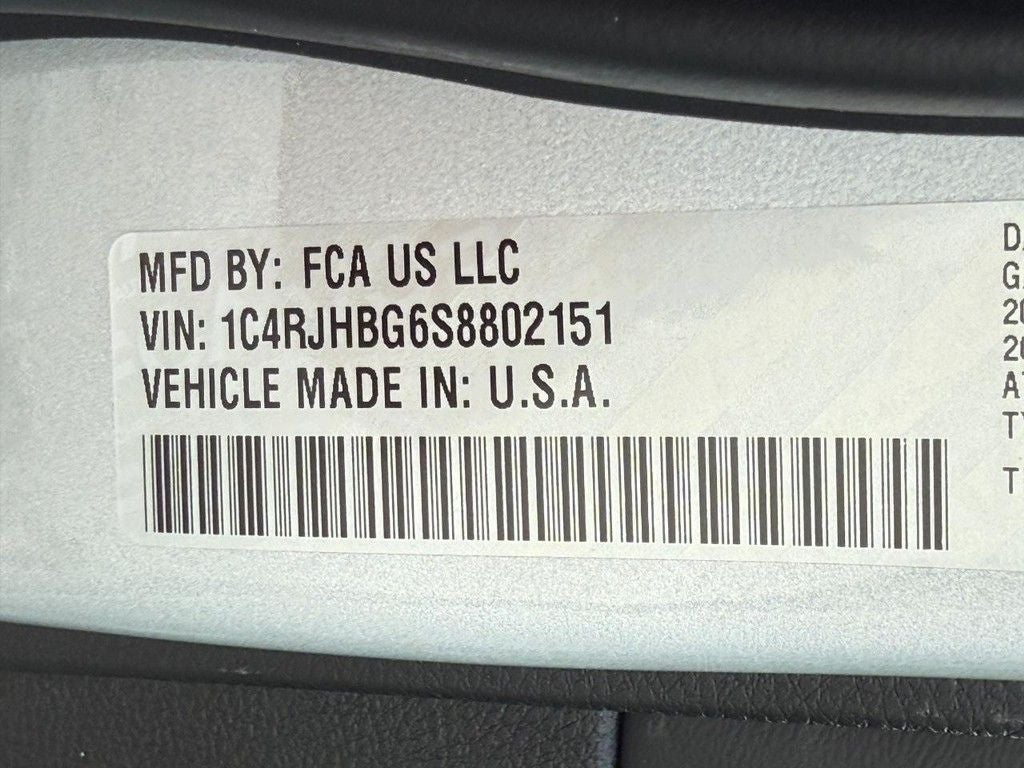 MFD BY: FCA US LLC
VIN: 1C4RJHBG6S8802151
VEHICLE MADE IN: U.S.A.